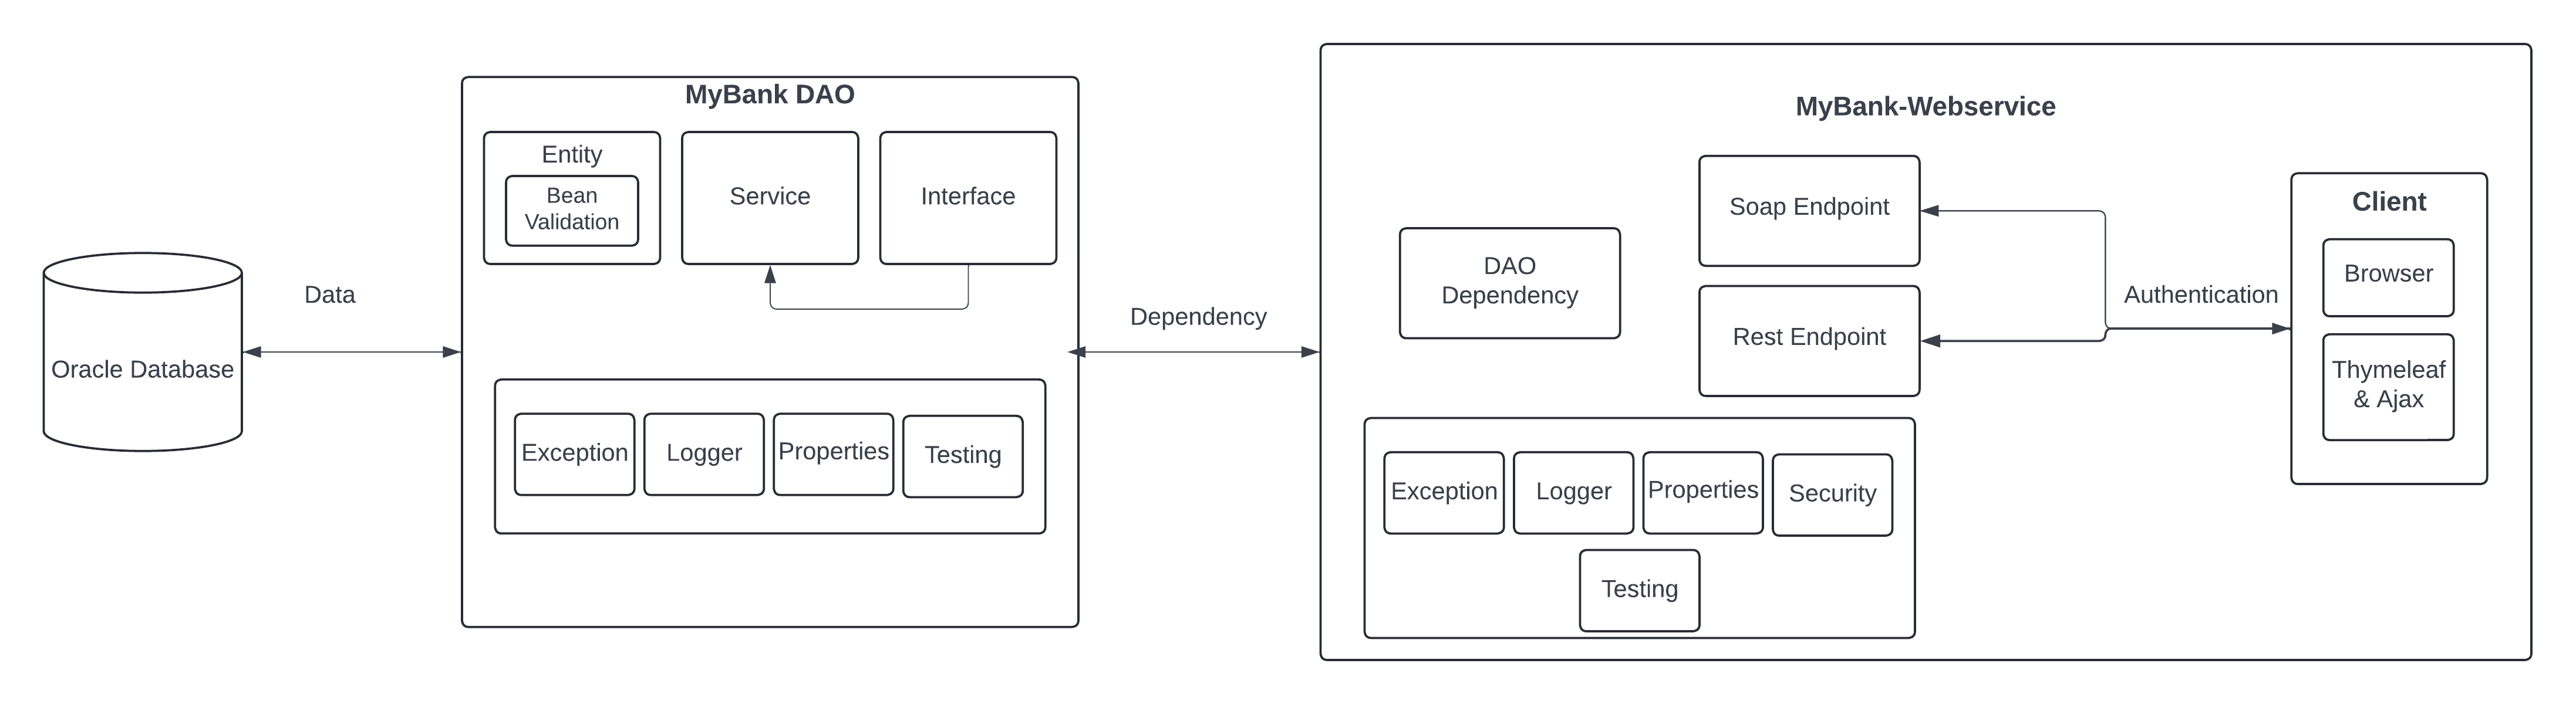 Oracle Database
Data
MyBank DAO
Entity
Bean
Validation
Service
Interface
Exception
Logger
Properties
Testing
Dependency
MyBank-Webservice
DAO
Dependency
Soap Endpoint
Rest Endpoint
Exception
Logger
Properties
Security
Testing
Authentication
Client
Browser
Thymeleaf
& Ajax